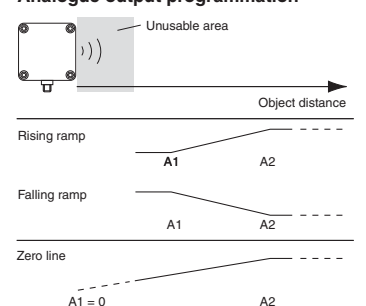 Analogue output programmation
Unusable area
Object distance
Rising ramp
A1 A2
Falling ramp
A1 A2
Zero line
A1 = 0 A2